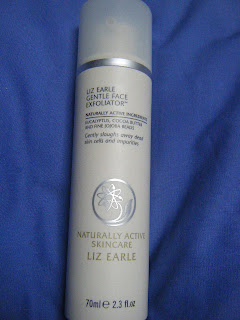 LIZ EARLE
GENTLE FACE
EXFOLIATOR™
NATURALLY ACTIVE INGREDIENTS
EUCALYPTUS, COCOA BUTTER
AND FINE JOJOBA BEADS
Gently sloughs away dead
skin cells and impurities
NATURALLY ACTIVE
SKINCARE
LIZ EARLE
70ml e 2.3 fl.oz